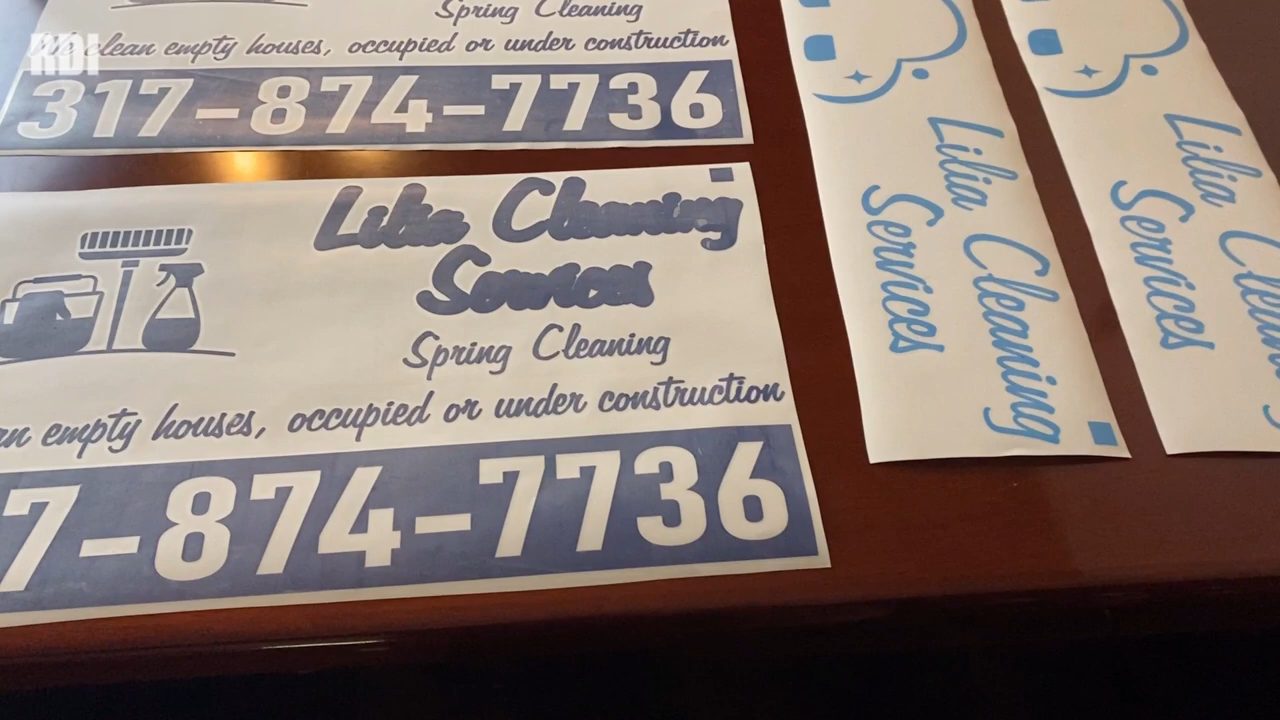 Spring Cleaning
We clean empty houses, occupied or under construction
317-874-7736
Lilia Cleaning
Services
Spring Cleaning
empty houses, occupied or under construction
7-874-7736
Lilia Cleaning
Services
Lilia
Services